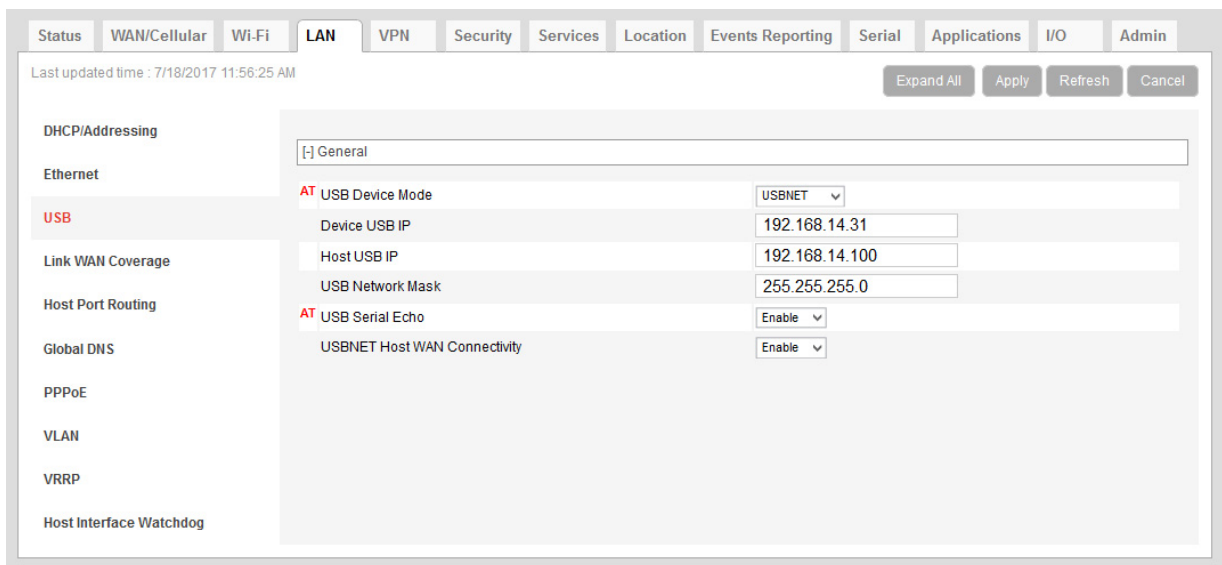 Status WAN/Cellular Wi-Fi LAN VPN Security Services Location Events Reporting Serial Applications I/O Admin
Last updated time : 7/18/2017 11:56:25 AM
Expand All Apply Refresh Cancel
DHCP/Addressing
Ethernet
USB
Link WAN Coverage
Host Port Routing
Global DNS
PPPoE
VLAN
VRRP
Host Interface Watchdog
[-] General
AT USB Device Mode USBNET
Device USB IP 192.168.14.31
Host USB IP 192.168.14.100
USB Network Mask 255.255.255.0
AT USB Serial Echo Enable
USBNET Host WAN Connectivity Enable